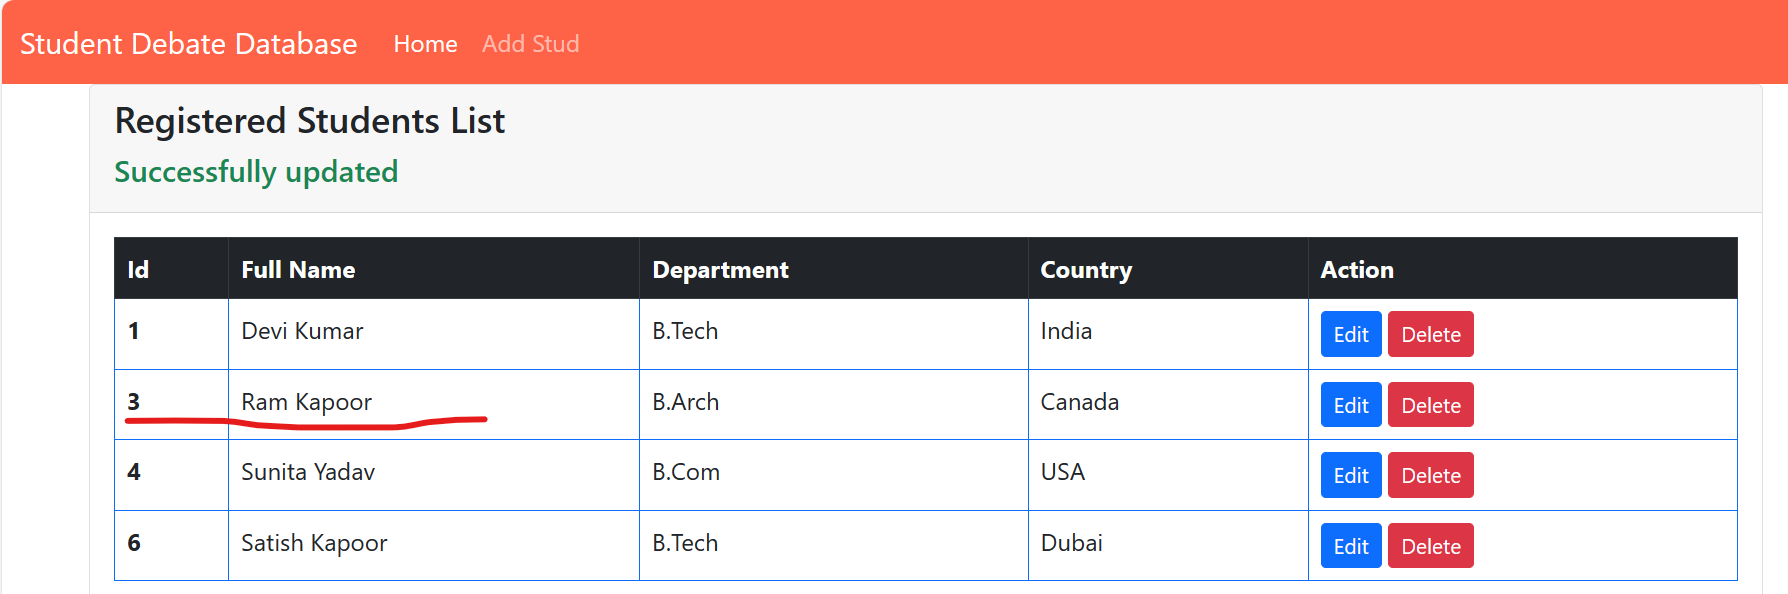 Student Debate Database Home Add Stud
Registered Students List
Successfully updated
Id Full Name Department Country Action
1 Devi Kumar B.Tech India Edit Delete
3 Ram Kapoor B.Arch Canada Edit Delete
4 Sunita Yadav B.Com USA Edit Delete
6 Satish Kapoor B.Tech Dubai Edit Delete